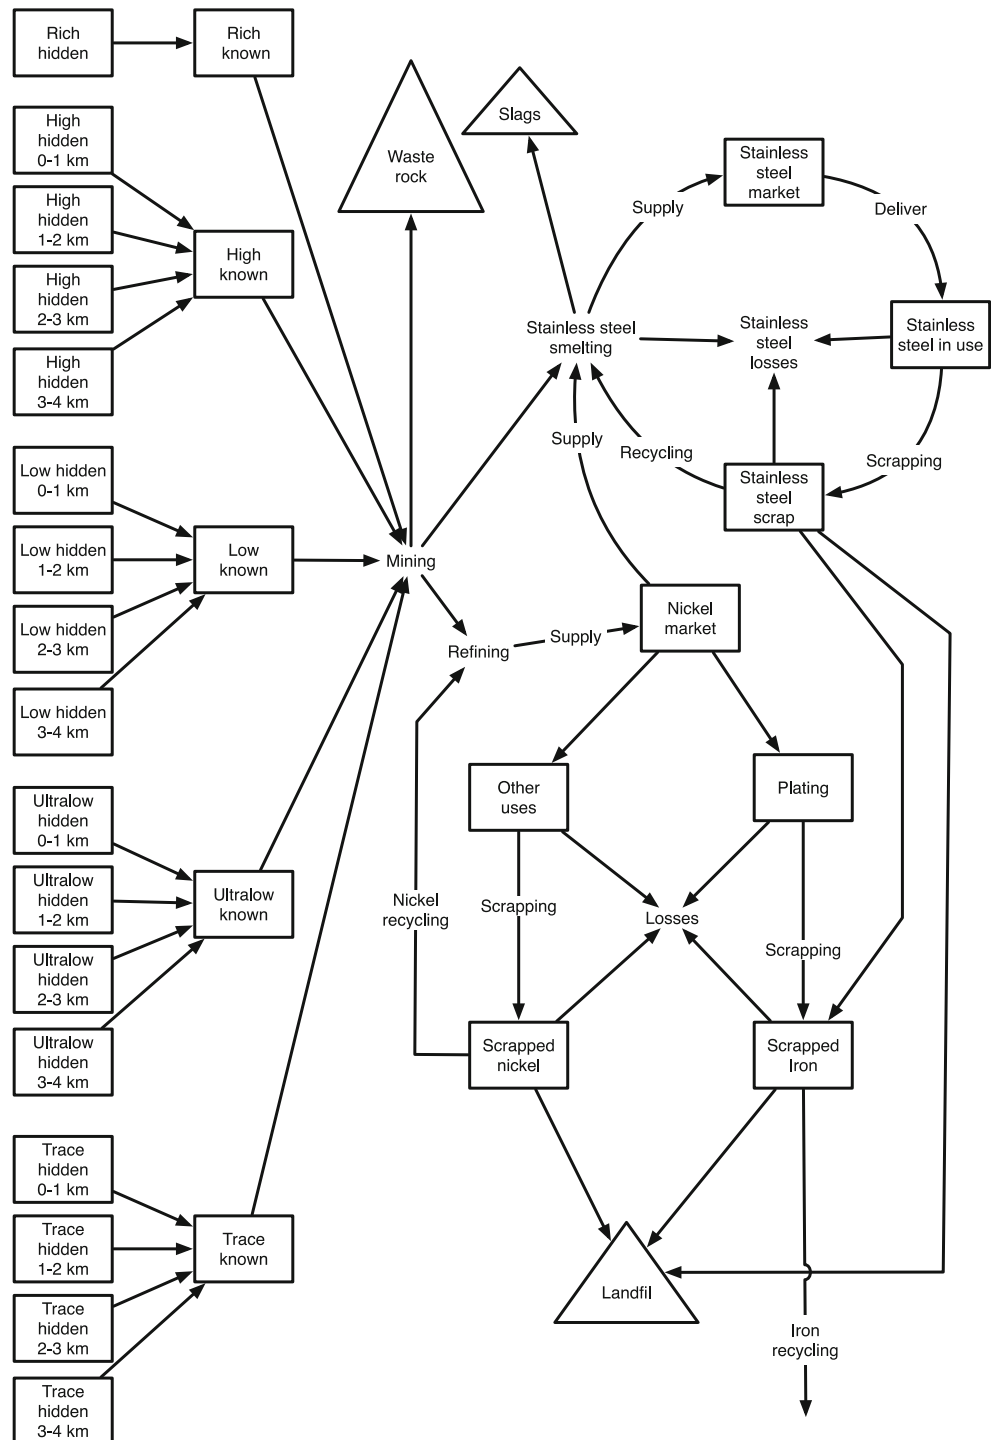 Rich
hidden
Rich
known
High
hidden
0-1 km
High
hidden
1-2 km
High
hidden
2-3 km
High
hidden
3-4 km
High
known
Low hidden
0-1 km
Low hidden
1-2 km
Low hidden
2-3 km
Low hidden
3-4 km
Low
known
Ultralow
hidden
0-1 km
Ultralow
hidden
1-2 km
Ultralow
hidden
2-3 km
Ultralow
hidden
3-4 km
Ultralow
known
Trace
hidden
0-1 km
Trace
hidden
1-2 km
Trace
hidden
2-3 km
Trace
hidden
3-4 km
Trace
known
Waste
rock
Slags
Mining
Stainless steel
smelting
Supply
Stainless
steel
market
Deliver
Stainless
steel in use
Stainless
steel
losses
Scrapping
Stainless
steel
scrap
Recycling
Supply
Refining
Supply
Nickel
market
Other
uses
Plating
Nickel
recycling
Scrapping
Losses
Scrapping
Scrapped
nickel
Scrapped
Iron
Landfil
Iron
recycling